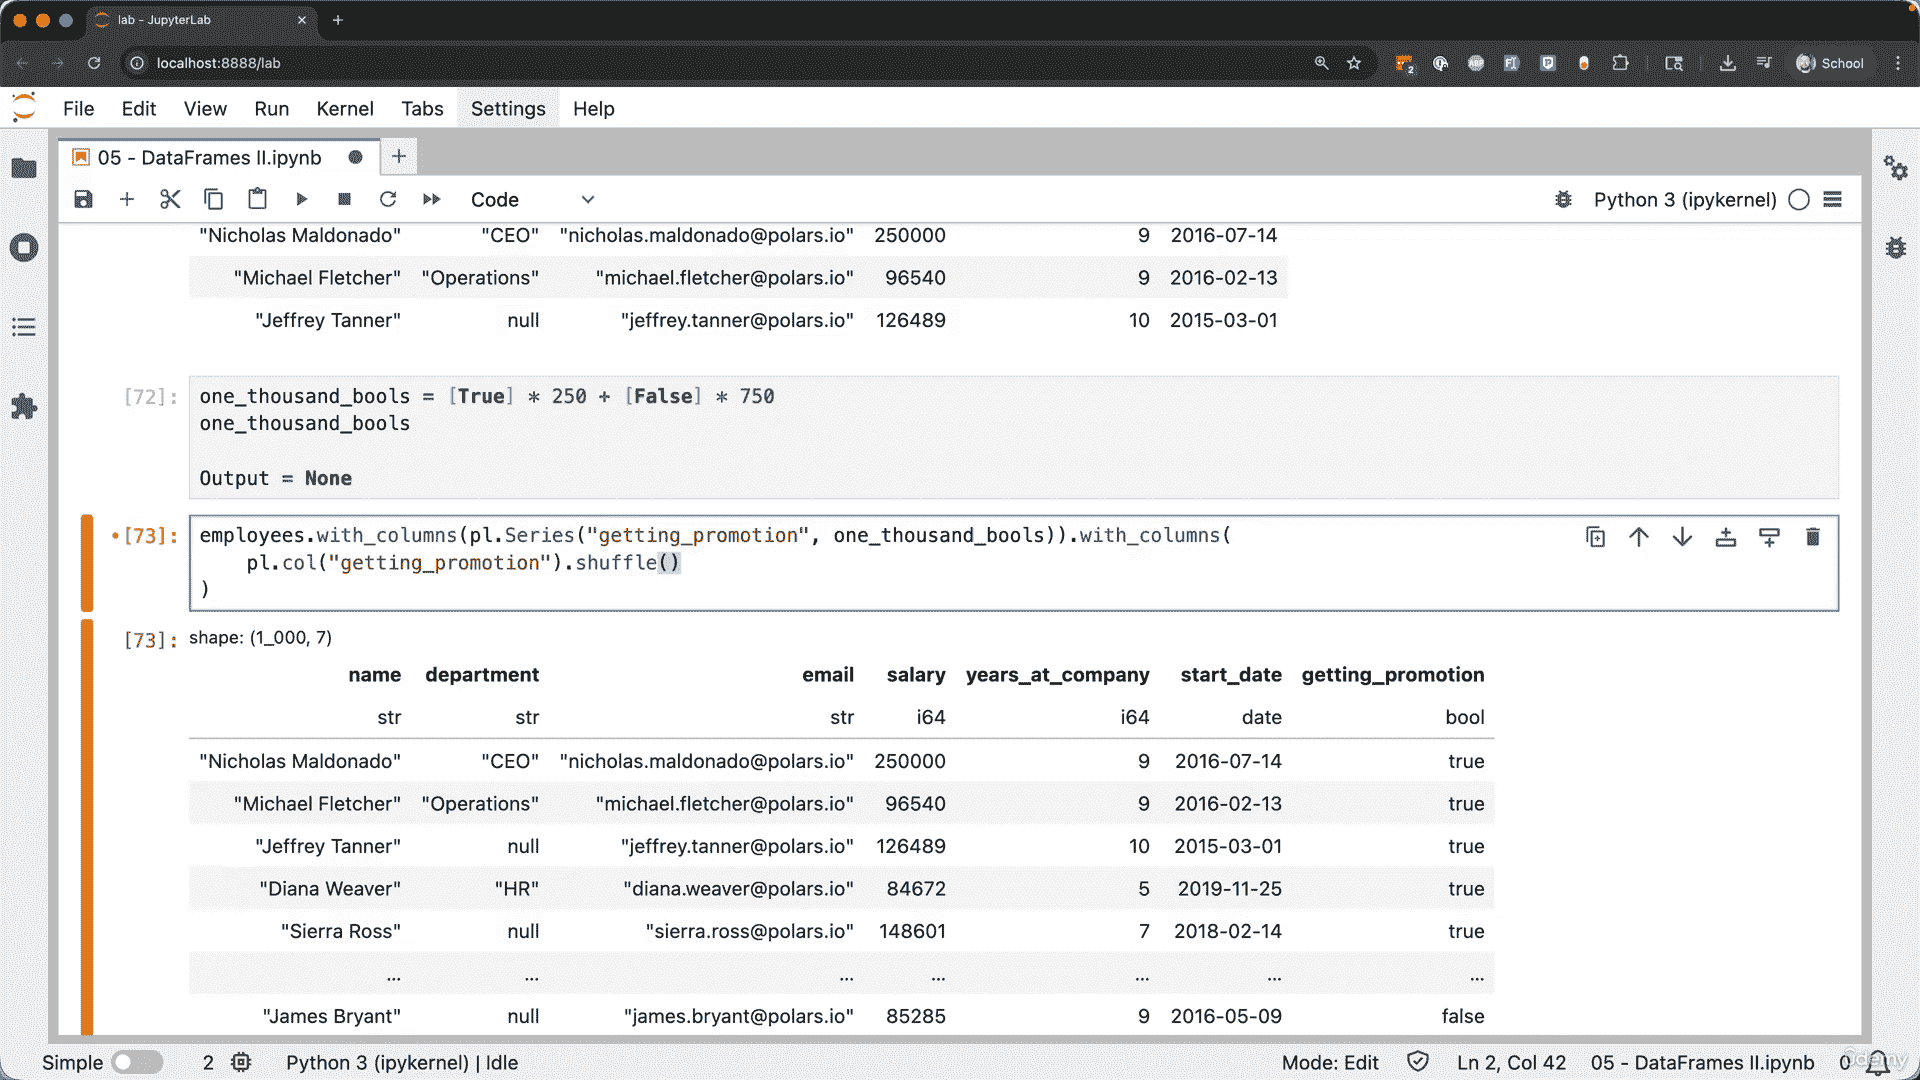 lab - JupyterLab
localhost:8888/lab
2
ABP
School
File Edit View Run Kernel Tabs Settings Help
05 - DataFrames II.ipynb
Code
Python 3 (ipykernel)
"Nicholas Maldonado" "CEO" "nicholas.maldonado@polars.io" 250000 9 2016-07-14
"Michael Fletcher" "Operations" "michael.fletcher@polars.io" 96540 9 2016-02-13
"Jeffrey Tanner" null "jeffrey.tanner@polars.io" 126489 10 2015-03-01
[72]: one_thousand_bools = [True] * 250 + [False] * 750
one_thousand_bools
Output = None
[73]: employees.with_columns(pl.Series("getting_promotion", one_thousand_bools)).with_columns(
pl.col("getting_promotion").shuffle()
)
[73]: shape: (1_000, 7)
name department email salary years_at_company start_date getting_promotion
str str str i64 i64 date bool
"Nicholas Maldonado" "CEO" "nicholas.maldonado@polars.io" 250000 9 2016-07-14 true
"Michael Fletcher" "Operations" "michael.fletcher@polars.io" 96540 9 2016-02-13 true
"Jeffrey Tanner" null "jeffrey.tanner@polars.io" 126489 10 2015-03-01 true
"Diana Weaver" "HR" "diana.weaver@polars.io" 84672 5 2019-11-25 true
"Sierra Ross" null "sierra.ross@polars.io" 148601 7 2018-02-14 true
… … … … … … …
"James Bryant" null "james.bryant@polars.io" 85285 9 2016-05-09 false
Simple 2 Python 3 (ipykernel) | Idle Mode: Edit Ln 2, Col 42 05 - DataFrames II.ipynb 0
udemy